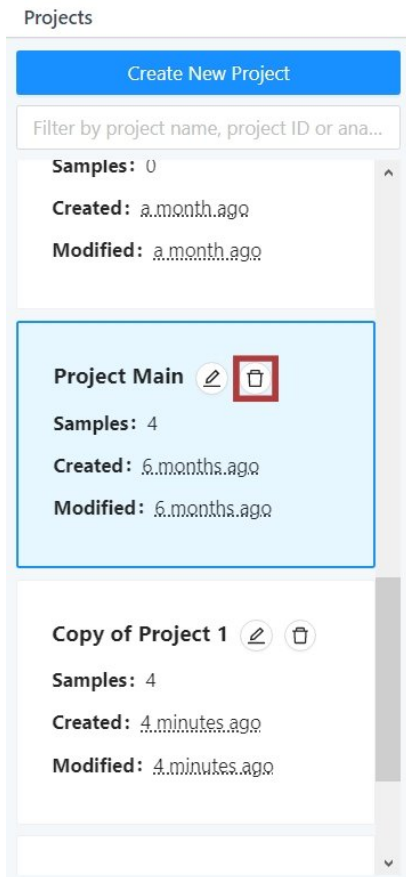 Projects
Create New Project
Filter by project name, project ID or ana...
Samples: 0
Created: a month ago
Modified: a month ago
Project Main
Samples: 4
Created: 6 months ago
Modified: 6 months ago
Copy of Project 1
Samples: 4
Created: 4 minutes ago
Modified: 4 minutes ago